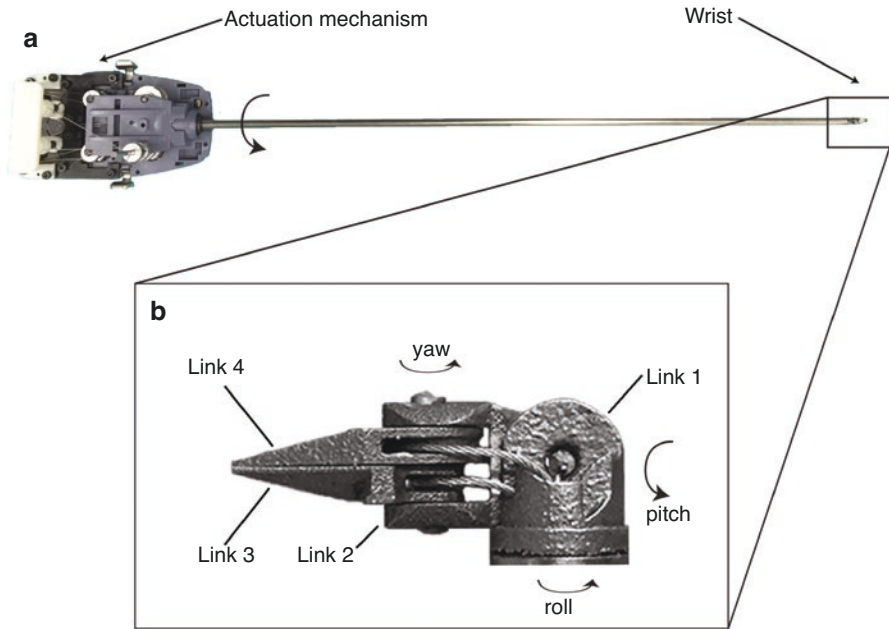 Actuation mechanism
Wrist
a
b
yaw
Link 4
Link 1
pitch
Link 3
Link 2
roll